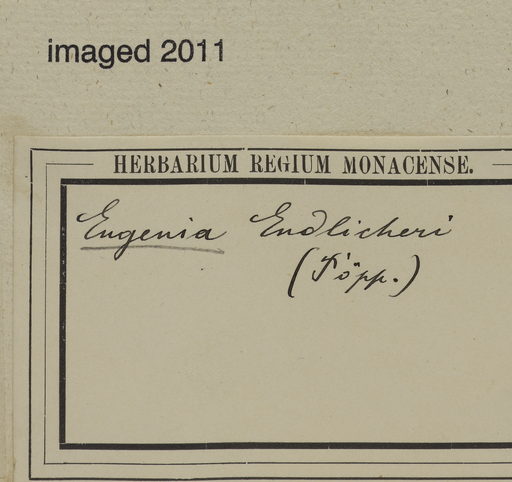 imaged 2011
HERBARIUM REGIUM MONACENSE.
Eugenia Endlicheri
(Pöpp.)